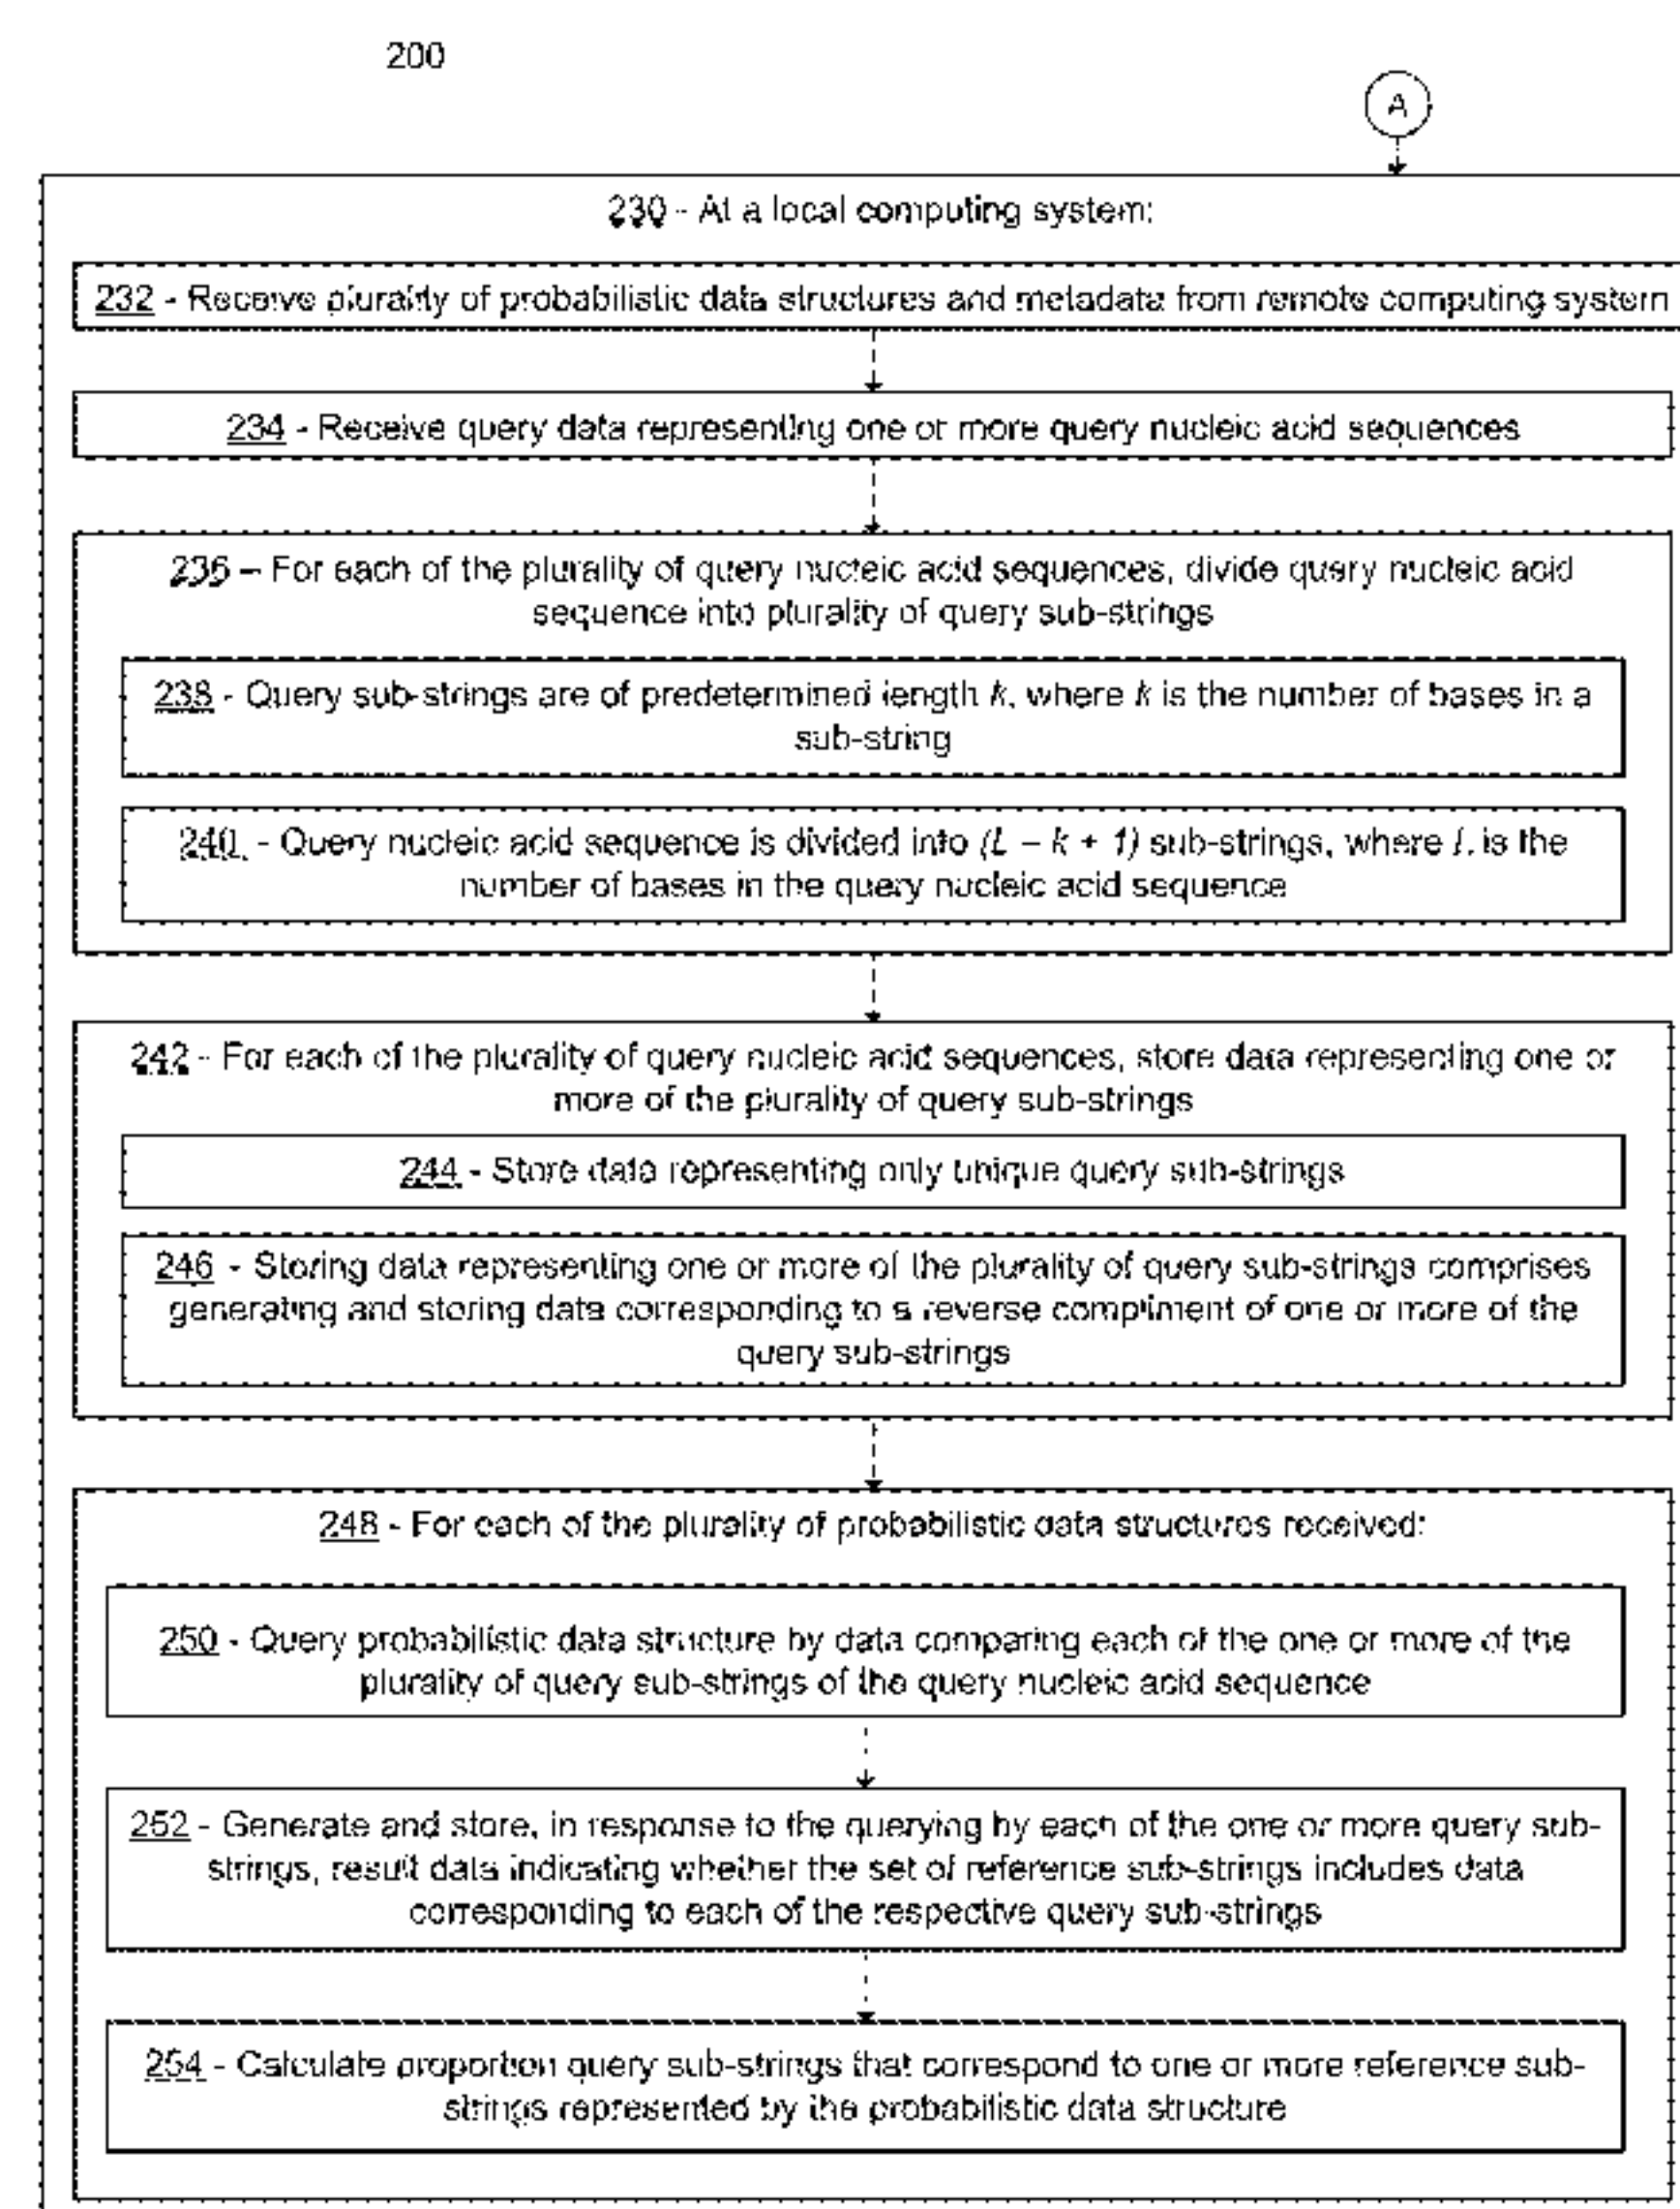 200
A
230 - At a local computing system:
232 - Receive plurality of probabilistic data structures and metadata from remote computing system
234 - Receive query data representing one or more query nucleic acid sequences
236 – For each of the plurality of query nucleic acid sequences, divide query nucleic acid
sequence into plurality of query sub-strings
238 - Query sub-strings are of predetermined length k, where k is the number of bases in a
sub-string
240 - Query nucleic acid sequence is divided into (L – k + 1) sub-strings, where L is the
number of bases in the query nucleic acid sequence
242 - For each of the plurality of query nucleic acid sequences, store data representing one or
more of the plurality of query sub-strings
244 - Store data representing only unique query sub-strings
246 - Storing data representing one or more of the plurality of query sub-strings comprises
generating and storing data corresponding to a reverse compliment of one or more of the
query sub-strings
248 - For each of the plurality of probabilistic data structures received:
250 - Query probabilistic data structure by data comparing each of the one or more of the
plurality of query sub-strings of the query nucleic acid sequence
252 - Generate and store, in response to the querying by each of the one or more query sub-
strings, result data indicating whether the set of reference sub-strings includes data
corresponding to each of the respective query sub-strings
254 - Calculate proportion query sub-strings that correspond to one or more reference sub-
strings represented by the probabilistic data structure